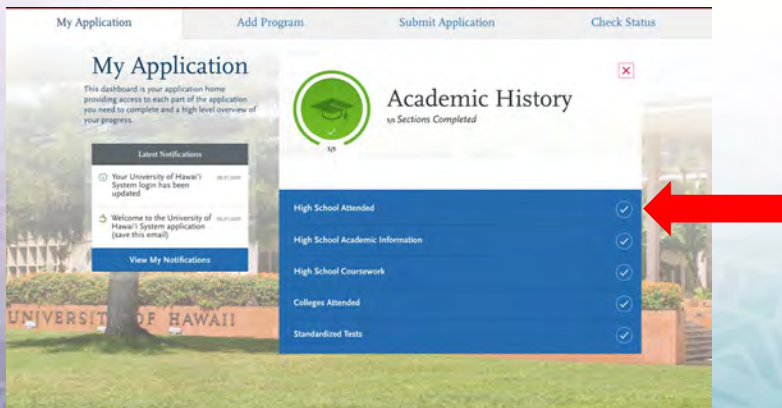 My Application
Add Program
Submit Application
Check Status
My Application
This dashboard is your application home
providing access to each part of the application
you need to complete and a high level overview of
your progress.
Latest Notifications
Your University of Hawai'i
System login has been
updated
Welcome to the University of
Hawai'i System application
(save this email)
View My Notifications
5/5
Academic History
5/5 Sections Completed
High School Attended
High School Academic Information
High School Coursework
Colleges Attended
Standardized Tests
UNIVERSITY OF HAWAII